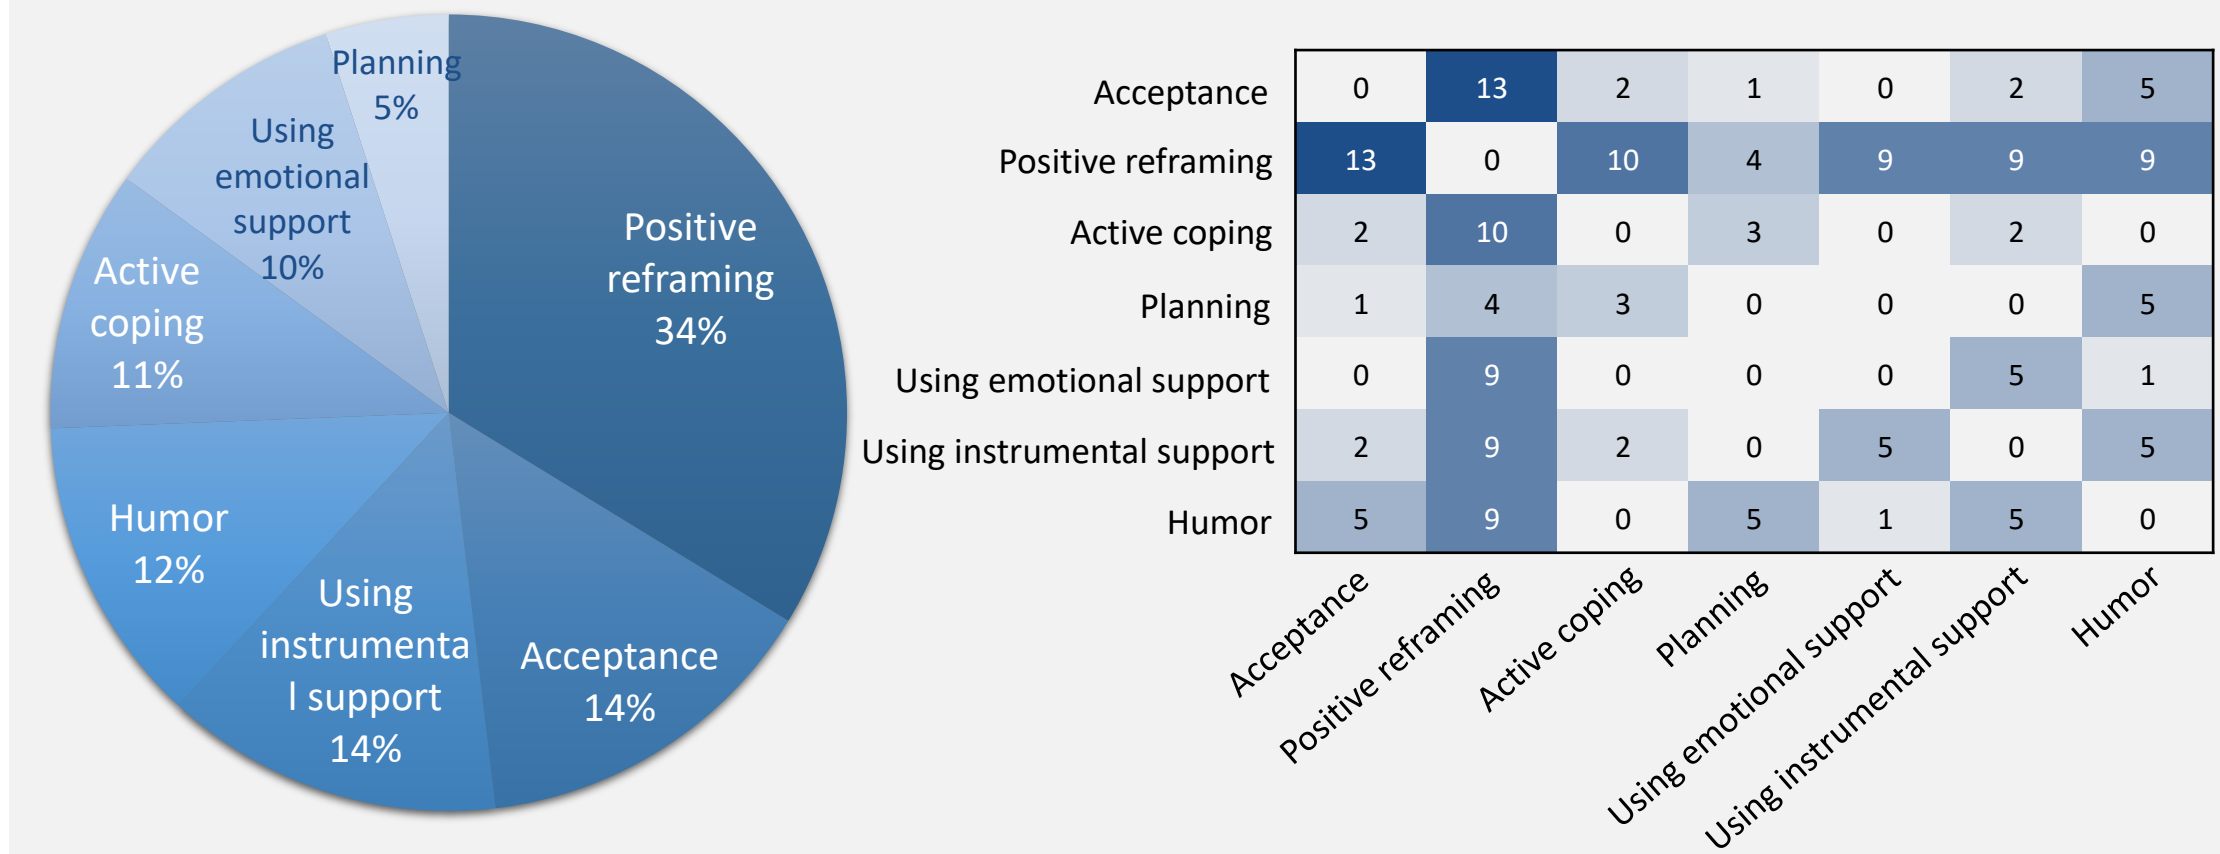 Planning
5%
Using
emotional
support
10%
Positive
reframing
34%
Active
coping
11%
Humor
12%
Using
instrumenta
l support
14%
Acceptance
14%
Acceptance 0 13 2 1 0 2 5
Positive reframing 13 0 10 4 9 9 9
Active coping 2 10 0 3 0 2 0
Planning 1 4 3 0 0 0 5
Using emotional support 0 9 0 0 0 5 1
Using instrumental support 2 9 2 0 5 0 5
Humor 5 9 0 5 1 5 0
Acceptance
Positive reframing
Active coping
Planning
Using emotional support
Using instrumental support
Humor